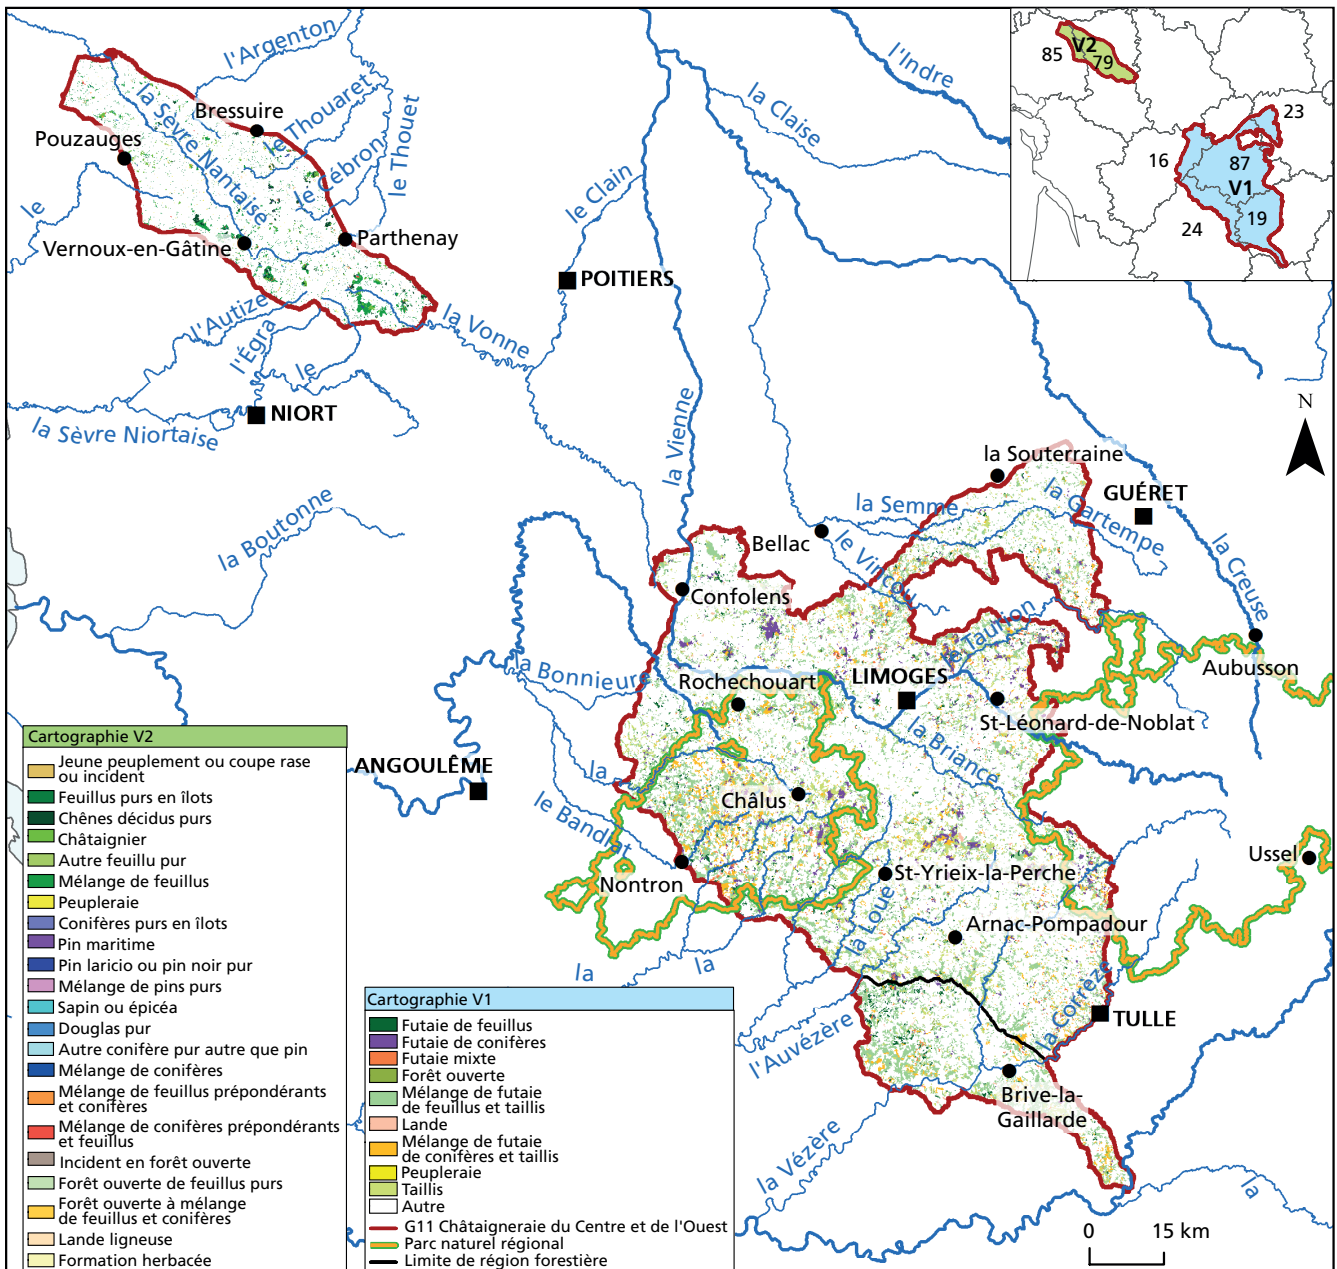 l'Argenton
l'Indre
la Claise
la Sèvre Nantaise
Bressuire
le Thouaret
Pouzauges
le Cébron
le Thouet
le
le Clain
Vernoux-en-Gâtine
Parthenay
POITIERS
l'Autize
la Vonne
l'Égra
le
NIORT
la Sèvre Niortaise
la Vienne
V2
85
79
23
16
87
V1
19
24
N
la Souterraine
GUÉRET
la Semme
la Gartempe
la Boutonne
Bellac
le Vincou
la Creuse
Confolens
le Taurion
la Bonnieure
Rochechouart
LIMOGES
Aubusson
St-Léonard-de-Noblat
la Briance
ANGOULÊME
la
Châlus
le Bandiat
Ussel
Nontron
St-Yrieix-la-Perche
la Loue
Arnac-Pompadour
la
la
la Corrèze
TULLE
l'Auvézère
Brive-la-
Gaillarde
la Vézère
la
0 15 km
Cartographie V2
Jeune peuplement ou coupe rase
ou incident
Feuillus purs en îlots
Chênes décidus purs
Châtaignier
Autre feuillu pur
Mélange de feuillus
Peupleraie
Conifères purs en îlots
Pin maritime
Pin laricio ou pin noir pur
Mélange de pins purs
Sapin ou épicéa
Douglas pur
Autre conifère pur autre que pin
Mélange de conifères
Mélange de feuillus prépondérants
et conifères
Mélange de conifères prépondérants
et feuillus
Incident en forêt ouverte
Forêt ouverte de feuillus purs
Forêt ouverte à mélange
de feuillus et conifères
Lande ligneuse
Formation herbacée
Cartographie V1
Futaie de feuillus
Futaie de conifères
Futaie mixte
Forêt ouverte
Mélange de futaie
de feuillus et taillis
Lande
Mélange de futaie
de conifères et taillis
Peupleraie
Taillis
Autre
G11 Châtaigneraie du Centre et de l'Ouest
Parc naturel régional
Limite de région forestière